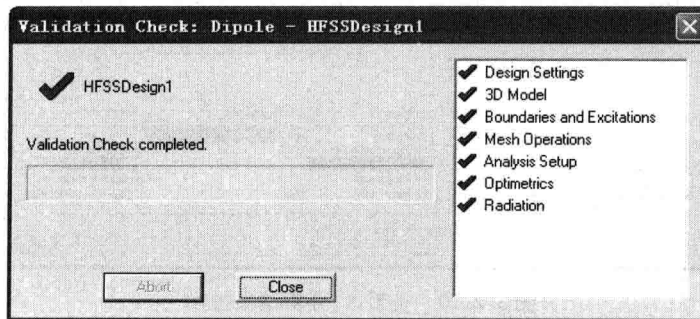 Validation Check: Dipole - HFSSDesign1
HFSSDesign1
Validation Check completed.
Abort
Close
Design Settings
3D Model
Boundaries and Excitations
Mesh Operations
Analysis Setup
Optimetrics
Radiation